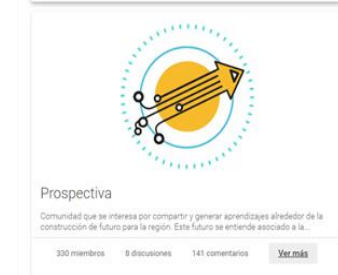 Prospectiva
Comunidad que se interesa por compartir y generar aprendizajes alrededor de la
construcción de futuro para la región. Este futuro se entiende asociado a la...
330 miembros 8 discusiones 141 comentarios Ver más